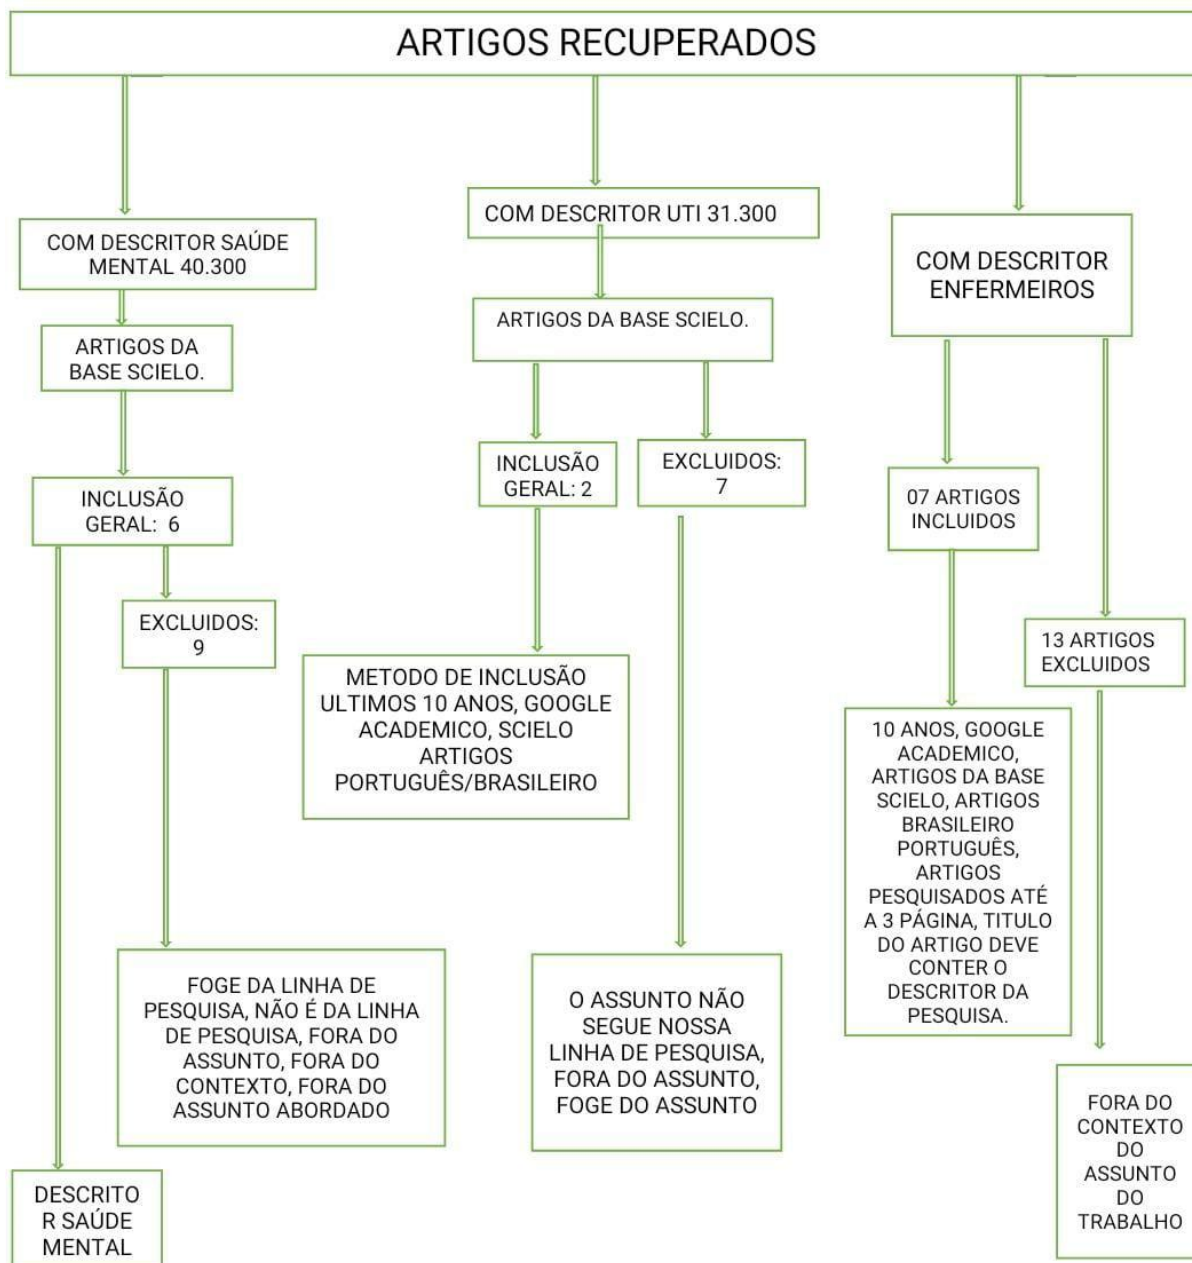 ARTIGOS RECUPERADOS
COM DESCRITOR SAÚDE
MENTAL 40.300
ARTIGOS DA
BASE SCIELO.
INCLUSÃO
GERAL: 6
EXCLUIDOS:
9
FOGE DA LINHA DE
PESQUISA, NÃO É DA LINHA
DE PESQUISA, FORA DO
ASSUNTO, FORA DO
CONTEXTO, FORA DO
ASSUNTO ABORDADO
DESCRITO
R SAÚDE
MENTAL
COM DESCRITOR UTI 31.300
ARTIGOS DA BASE SCIELO.
INCLUSÃO
GERAL: 2
EXCLUIDOS:
7
METODO DE INCLUSÃO
ULTIMOS 10 ANOS, GOOGLE
ACADEMICO, SCIELO
ARTIGOS
PORTUGUÊS/BRASILEIRO
O ASSUNTO NÃO
SEGUE NOSSA
LINHA DE PESQUISA,
FORA DO ASSUNTO,
FOGE DO ASSUNTO
COM DESCRITOR
ENFERMEIROS
07 ARTIGOS
INCLUIDOS
13 ARTIGOS
EXCLUIDOS
10 ANOS, GOOGLE
ACADEMICO,
ARTIGOS DA BASE
SCIELO, ARTIGOS
BRASILEIRO
PORTUGUÊS,
ARTIGOS
PESQUISADOS ATÉ
A 3 PÁGINA, TITULO
DO ARTIGO DEVE
CONTER O
DESCRITOR DA
PESQUISA.
FORA DO
CONTEXTO
DO
ASSUNTO
DO
TRABALHO